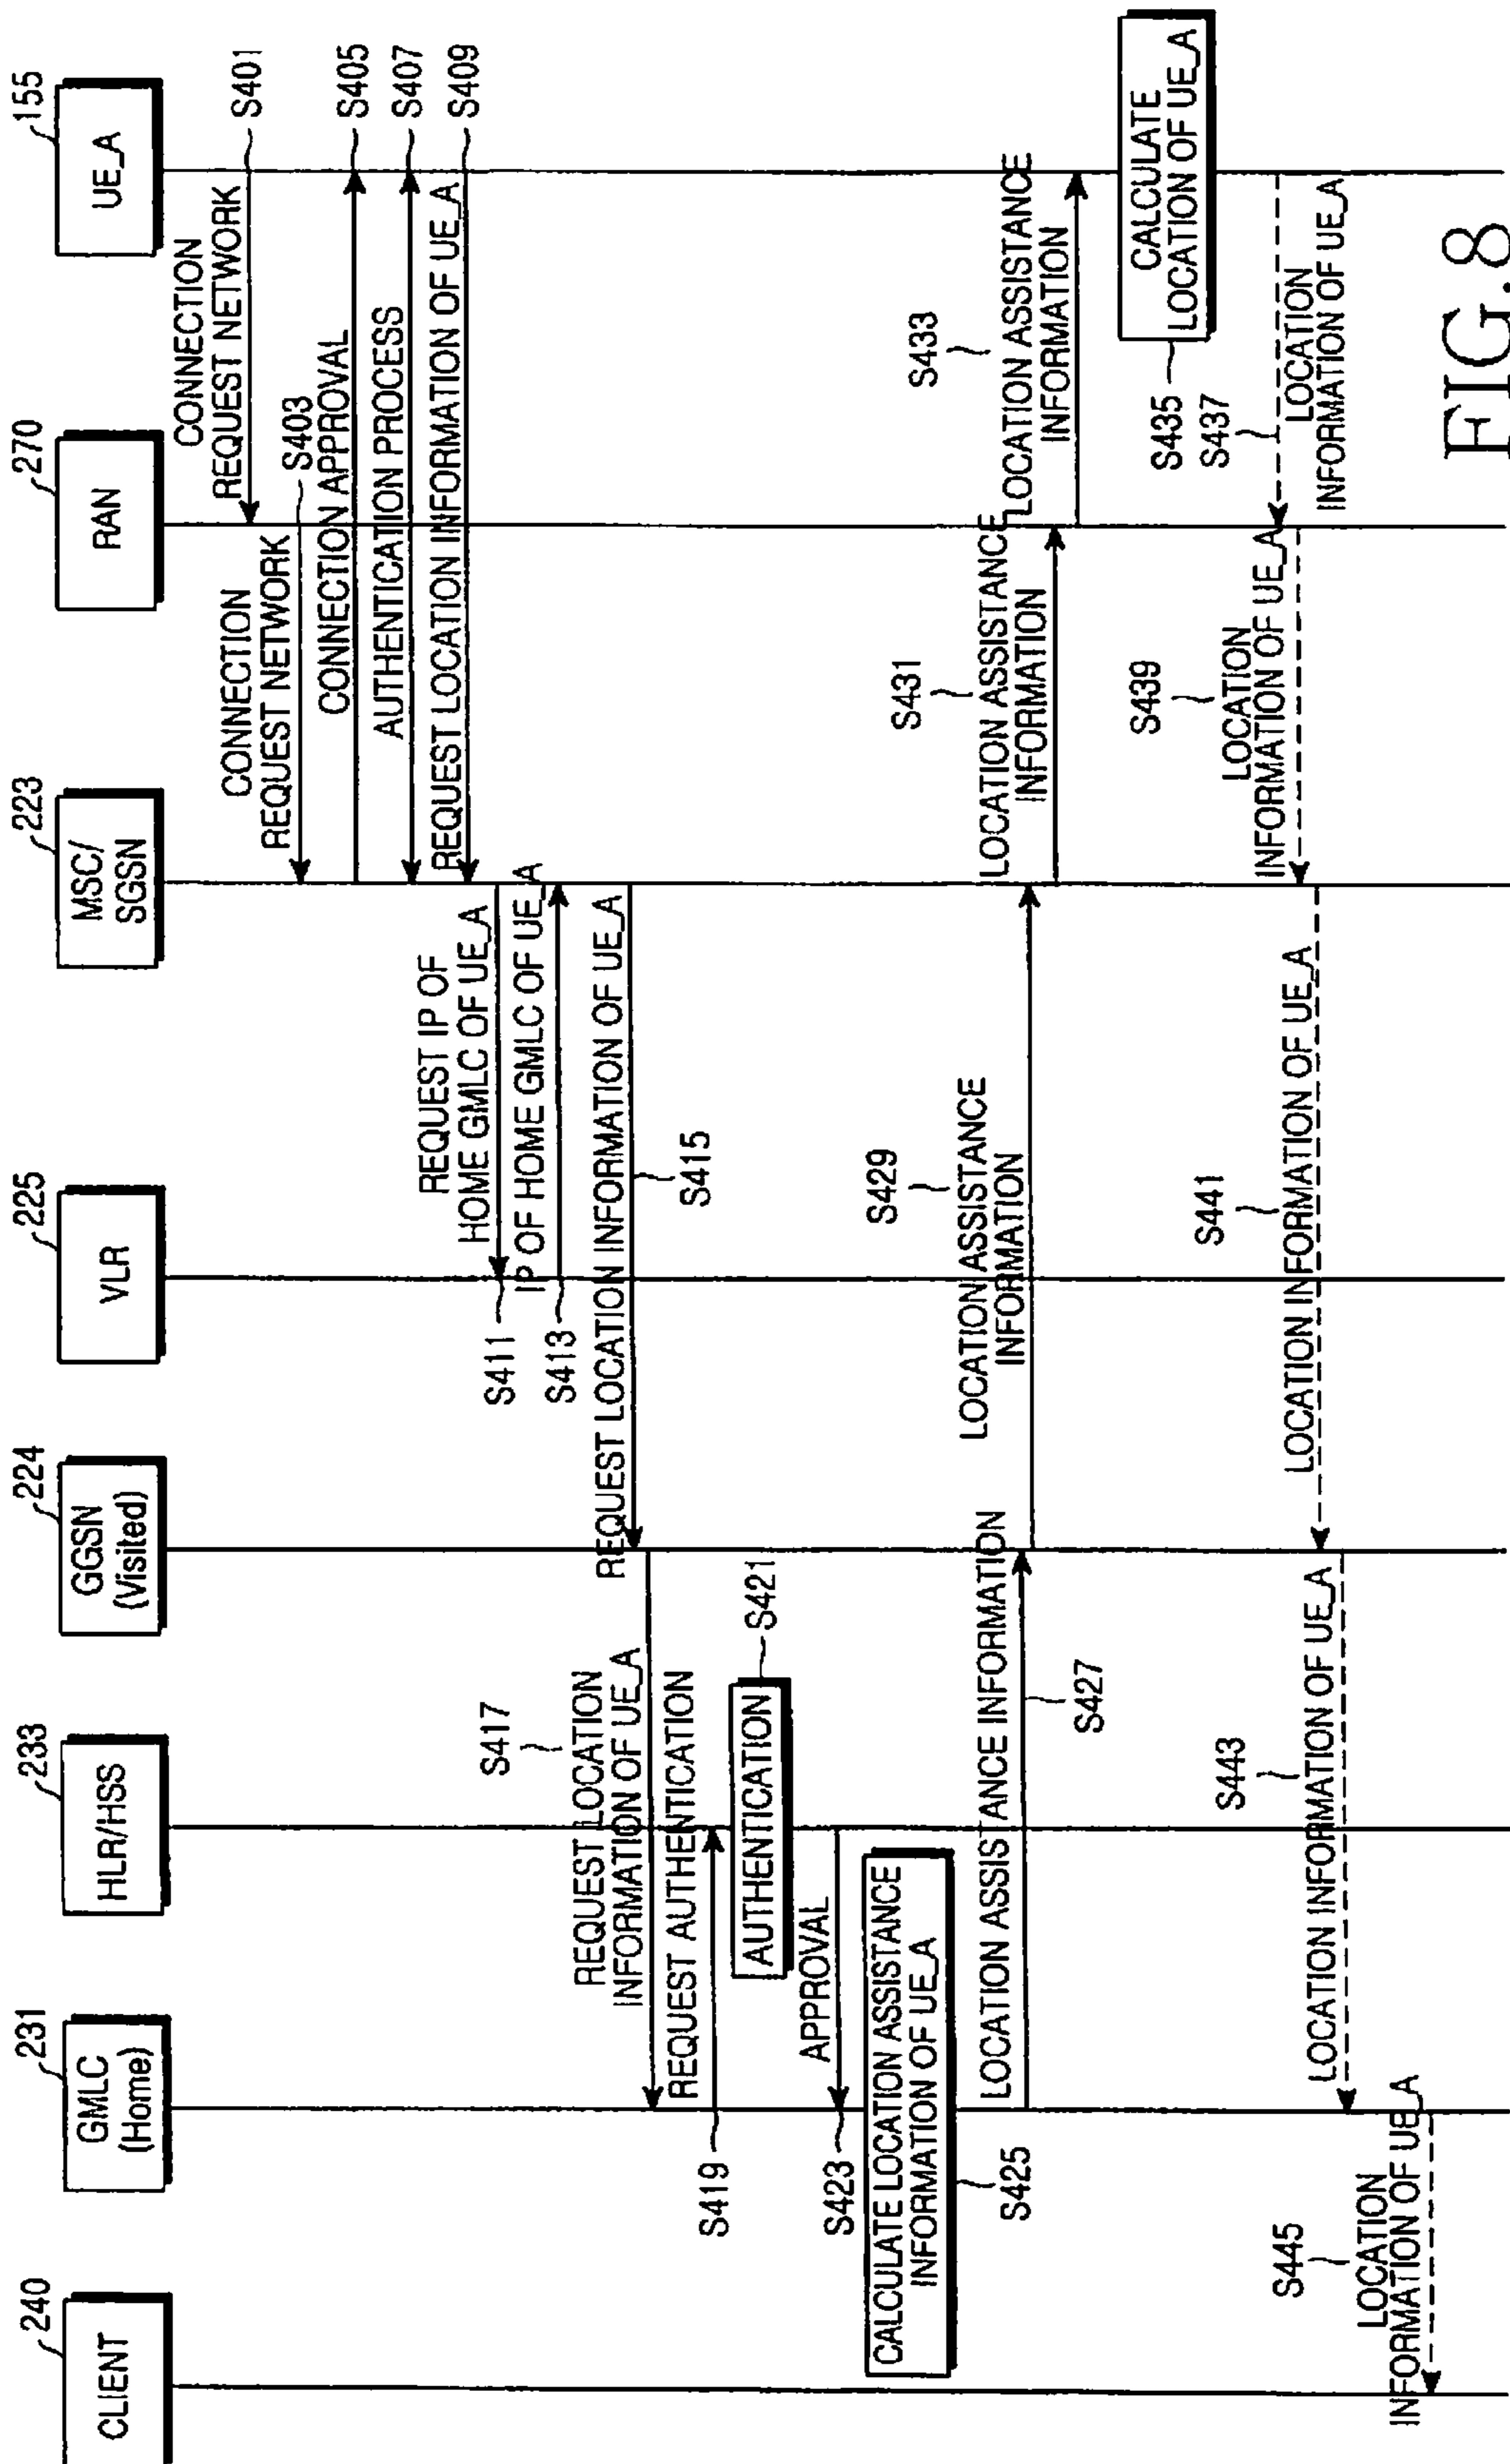 240
CLIENT
231
GMLC
(Home)
233
HLR/HSS
224
GGSN
(Visited)
225
VLR
223
MSC/
SGSN
270
RAN
155
UE_A
CONNECTION
REQUEST NETWORK
S401
CONNECTION
REQUEST NETWORK
S403
CONNECTION APPROVAL
S405
AUTHENTICATION PROCESS
S407
REQUEST LOCATION INFORMATION OF UE_A
S409
REQUEST IP OF
HOME GMLC OF UE_A
S411
IP OF HOME GMLC OF UE_A
S413
REQUEST LOCATION INFORMATION OF UE_A
S415
S417
REQUEST LOCATION
INFORMATION OF UE_A
REQUEST AUTHENTICATION
S419
AUTHENTICATION
S421
APPROVAL
S423
CALCULATE LOCATION ASSISTANCE
INFORMATION OF UE_A
S425
LOCATION ASSISTANCE INFORMATION
S427
S429
LOCATION ASSISTANCE
INFORMATION
S431
LOCATION ASSISTANCE
INFORMATION
S433
LOCATION ASSISTANCE
INFORMATION
CALCULATE
LOCATION OF UE_A
S435
S437
LOCATION
INFORMATION OF UE_A
S439
LOCATION
INFORMATION OF UE_A
S441
LOCATION INFORMATION OF UE_A
S443
LOCATION INFORMATION OF UE_A
S445
LOCATION
INFORMATION OF UE_A
FIG.8